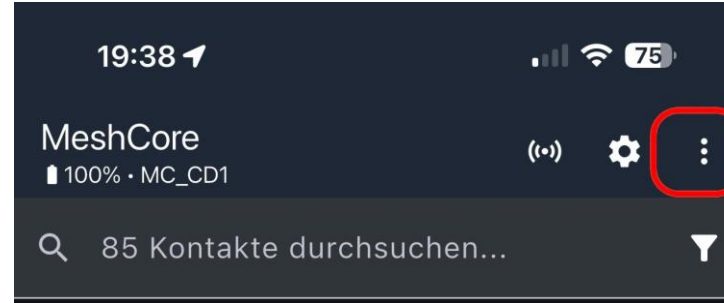 19:38
75
MeshCore
100% · MC_CD1
85 Kontakte durchsuchen...